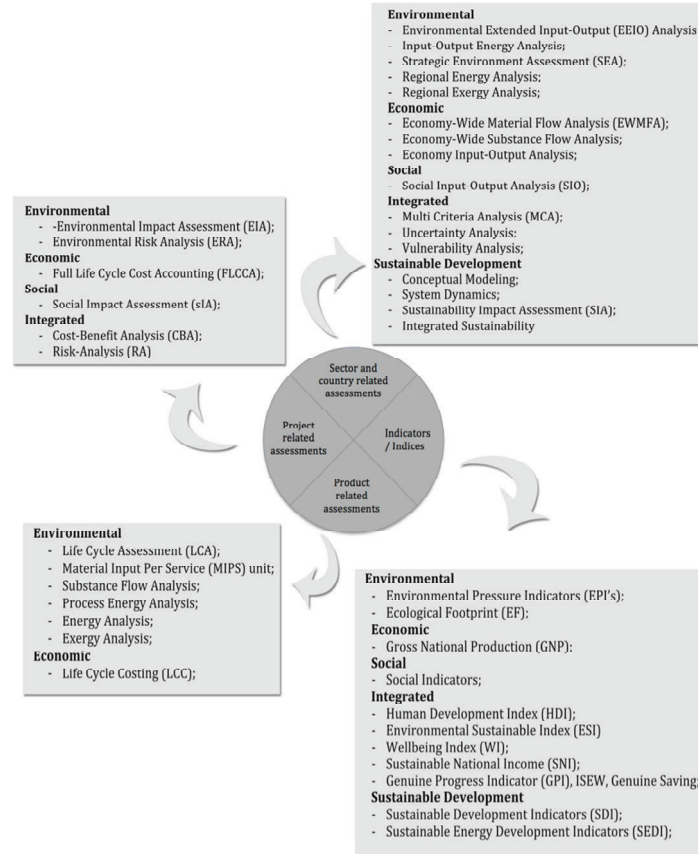 Environmental
- Environmental Extended Input-Output (EEIO) Analysis
- Input-Output Energy Analysis;
- Strategic Environment Assessment (SEA);
- Regional Energy Analysis;
- Regional Exergy Analysis;
Economic
- Economy-Wide Material Flow Analysis (EWMFA);
- Economy-Wide Substance Flow Analysis;
- Economy Input-Output Analysis;
Social
- Social Input-Output Analysis (SIO);
Integrated
- Multi Criteria Analysis (MCA);
- Uncertainty Analysis:
- Vulnerability Analysis;
Sustainable Development
- Conceptual Modeling;
- System Dynamics;
- Sustainability Impact Assessment (SIA);
- Integrated Sustainability
Environmental
- -Environmental Impact Assessment (EIA);
- Environmental Risk Analysis (ERA);
Economic
- Full Life Cycle Cost Accounting (FLCCA);
Social
- Social Impact Assessment (sIA);
Integrated
- Cost-Benefit Analysis (CBA);
- Risk-Analysis (RA)
Sector and
country related
assessments
Project
related
assessments
Indicators
/ Indices
Product
related
assessments
Environmental
- Life Cycle Assessment (LCA);
- Material Input Per Service (MIPS) unit;
- Substance Flow Analysis;
- Process Energy Analysis;
- Energy Analysis;
- Exergy Analysis;
Economic
- Life Cycle Costing (LCC);
Environmental
- Environmental Pressure Indicators (EPI's):
- Ecological Footprint (EF);
Economic
- Gross National Production (GNP):
Social
- Social Indicators;
Integrated
- Human Development Index (HDI);
- Environmental Sustainable Index (ESI)
- Wellbeing Index (WI);
- Sustainable National Income (SNI);
- Genuine Progress Indicator (GPI), ISEW, Genuine Saving;
Sustainable Development
- Sustainable Development Indicators (SDI);
- Sustainable Energy Development Indicators (SEDI);